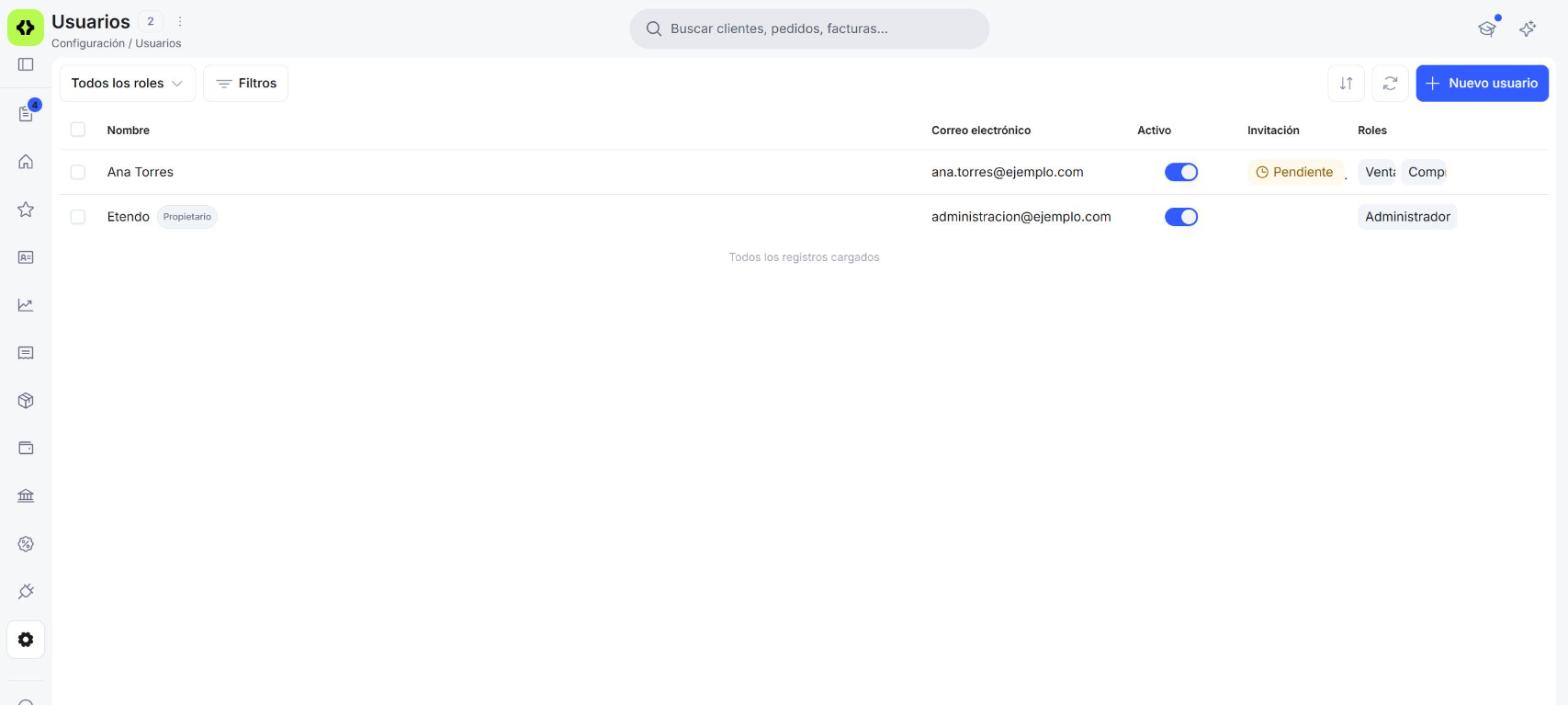 Usuarios 2
Configuración / Usuarios
Buscar clientes, pedidos, facturas...
4
Todos los roles
Filtros
Nuevo usuario
Nombre Correo electrónico Activo Invitación Roles
Ana Torres ana.torres@ejemplo.com Pendiente Venta Comp
Etendo Propietario administracion@ejemplo.com Administrador
Todos los registros cargados